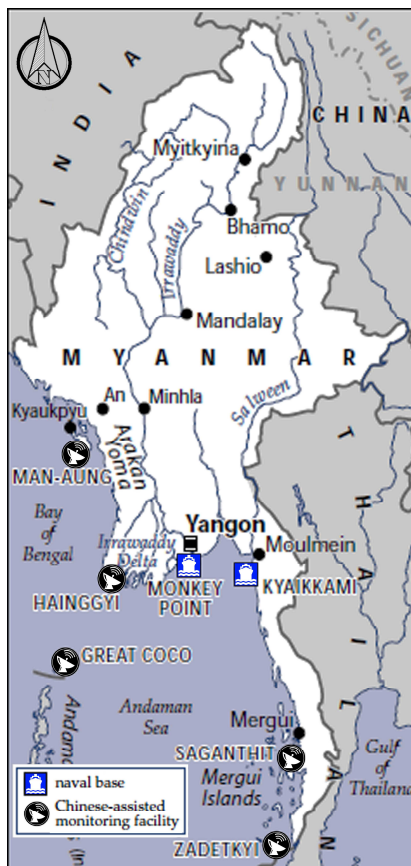 N
INDIA
SICHUAN
CHINA
YUNNAN
Myitkyina
Chindwin
Bhamo
Irrawaddy
Lashio
Mandalay
MYANMAR
An
Minhla
Salween
Kyaukpyu
Arakan
Yoma
MAN-AUNG
THAILAN
Bay
of
Bengal
Yangon
Irrawaddy
Delta
Moulmein
HAINGGYI
MONKEY
POINT
KYAIKKAMI
GREAT COCO
Andaman
Sea
Andama
Mergui
SAGANTHIT
Gulf
of
Thailand
Mergui
Islands
naval base
Chinese-assisted
monitoring facility
ZADETKYI